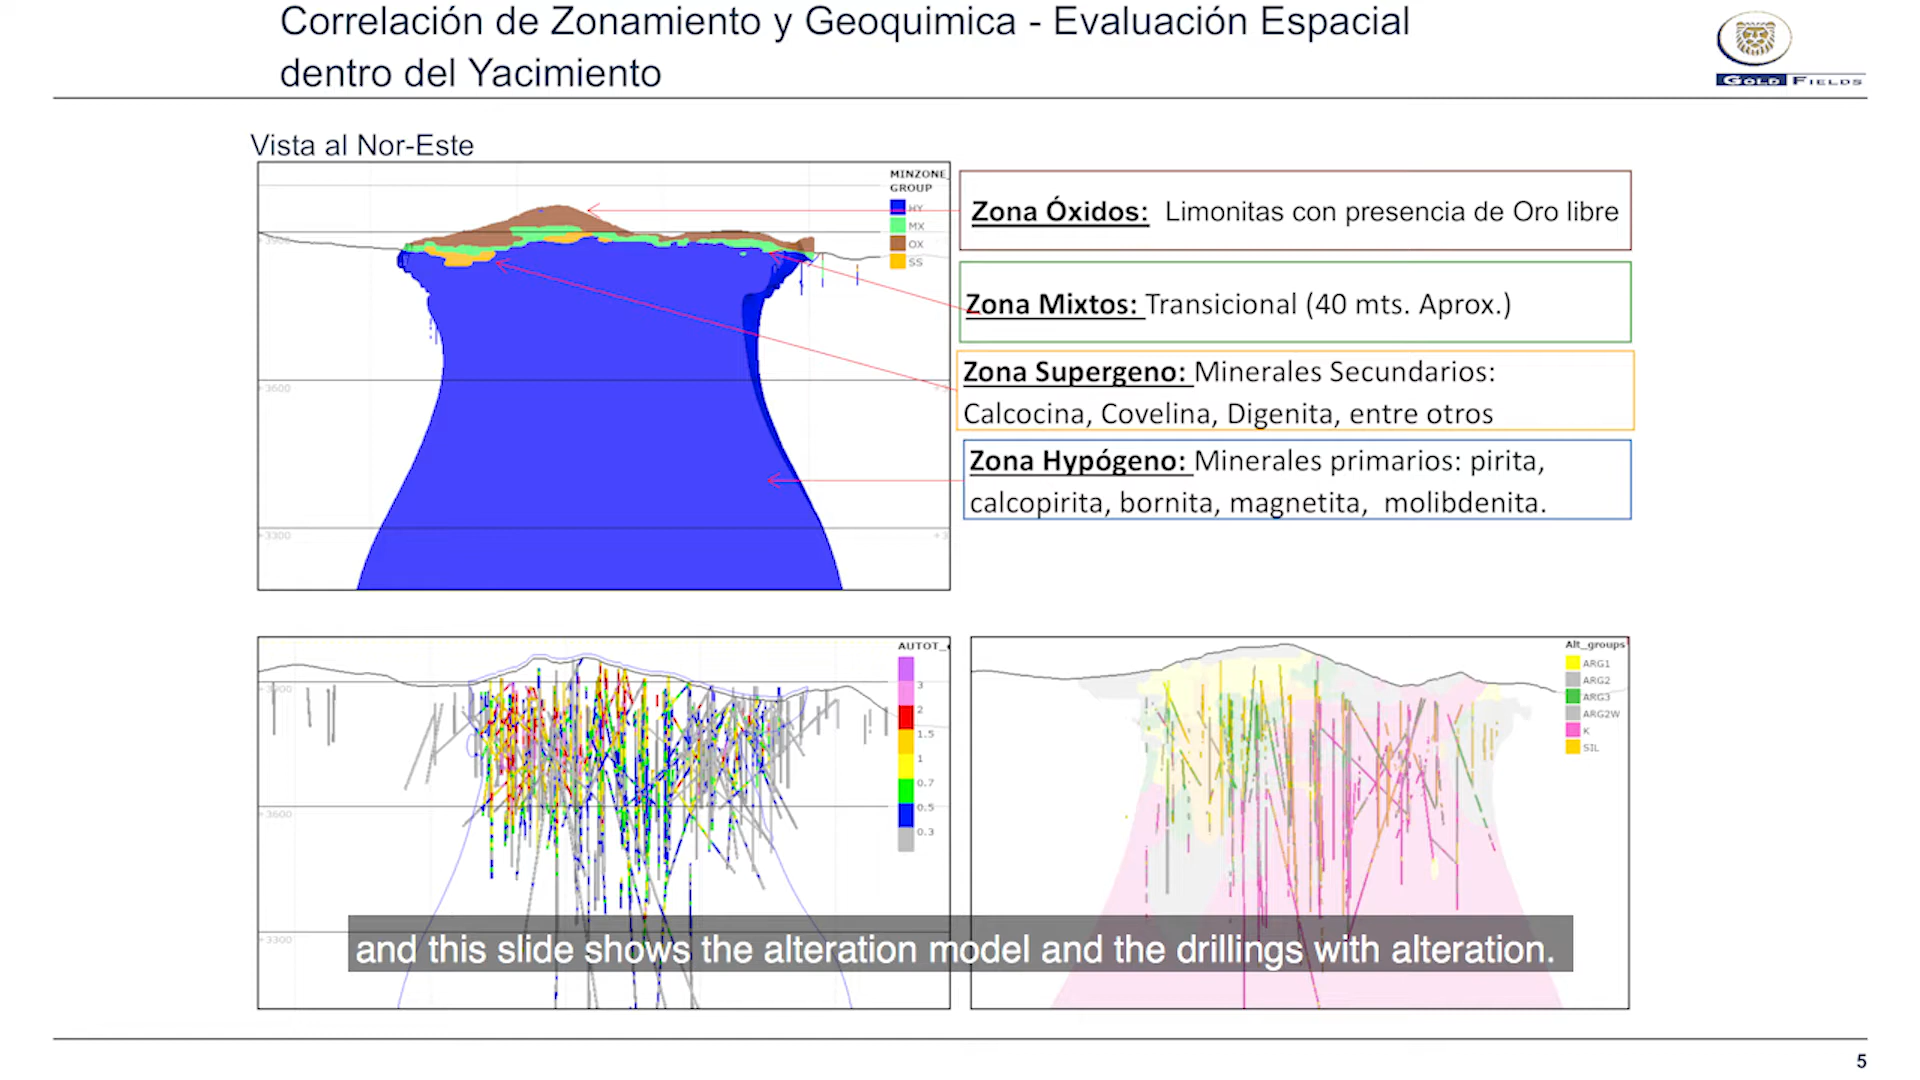 Correlación de Zonamiento y Geoquimica - Evaluación Espacial
dentro del Yacimiento
GOLD FIELDS
Vista al Nor-Este
MINZONE_
GROUP
HY
MX
OX
SS
+3600
+3300
+3
Zona Óxidos: Limonitas con presencia de Oro libre
Zona Mixtos: Transicional (40 mts. Aprox.)
Zona Supergeno: Minerales Secundarios:
Calcocina, Covelina, Digenita, entre otros
Zona Hypógeno: Minerales primarios: pirita,
calcopirita, bornita, magnetita, molibdenita.
AUTOT_
3
2
1.5
1
0.7
0.5
0.3
+3900
+3600
+3300
Alt_groups
ARG1
ARG2
ARG3
ARG2W
K
SIL
and this slide shows the alteration model and the drillings with alteration.
5